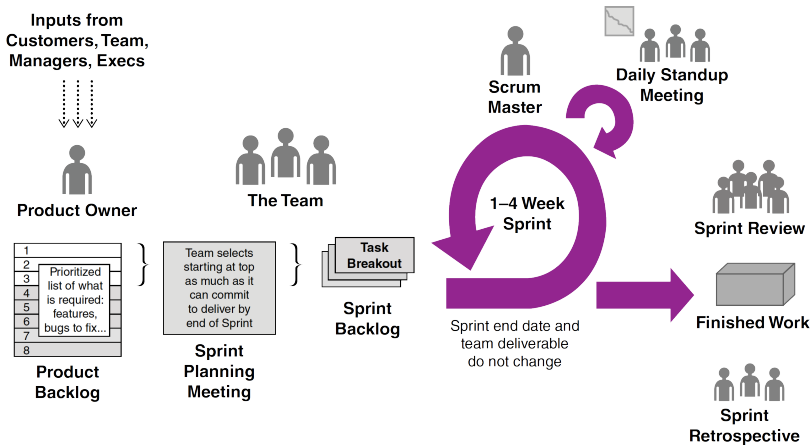 Inputs from
Customers, Team,
Managers, Execs
Product Owner
1
2
3
4
5
6
7
8
Prioritized
list of what
is required:
features,
bugs to fix...
Product
Backlog
The Team
Team selects
starting at top
as much as it
can commit
to deliver by
end of Sprint
Sprint
Planning
Meeting
Task
Breakout
Sprint
Backlog
Scrum
Master
Daily Standup
Meeting
1–4 Week
Sprint
Sprint end date and
team deliverable
do not change
Sprint Review
Finished Work
Sprint
Retrospective